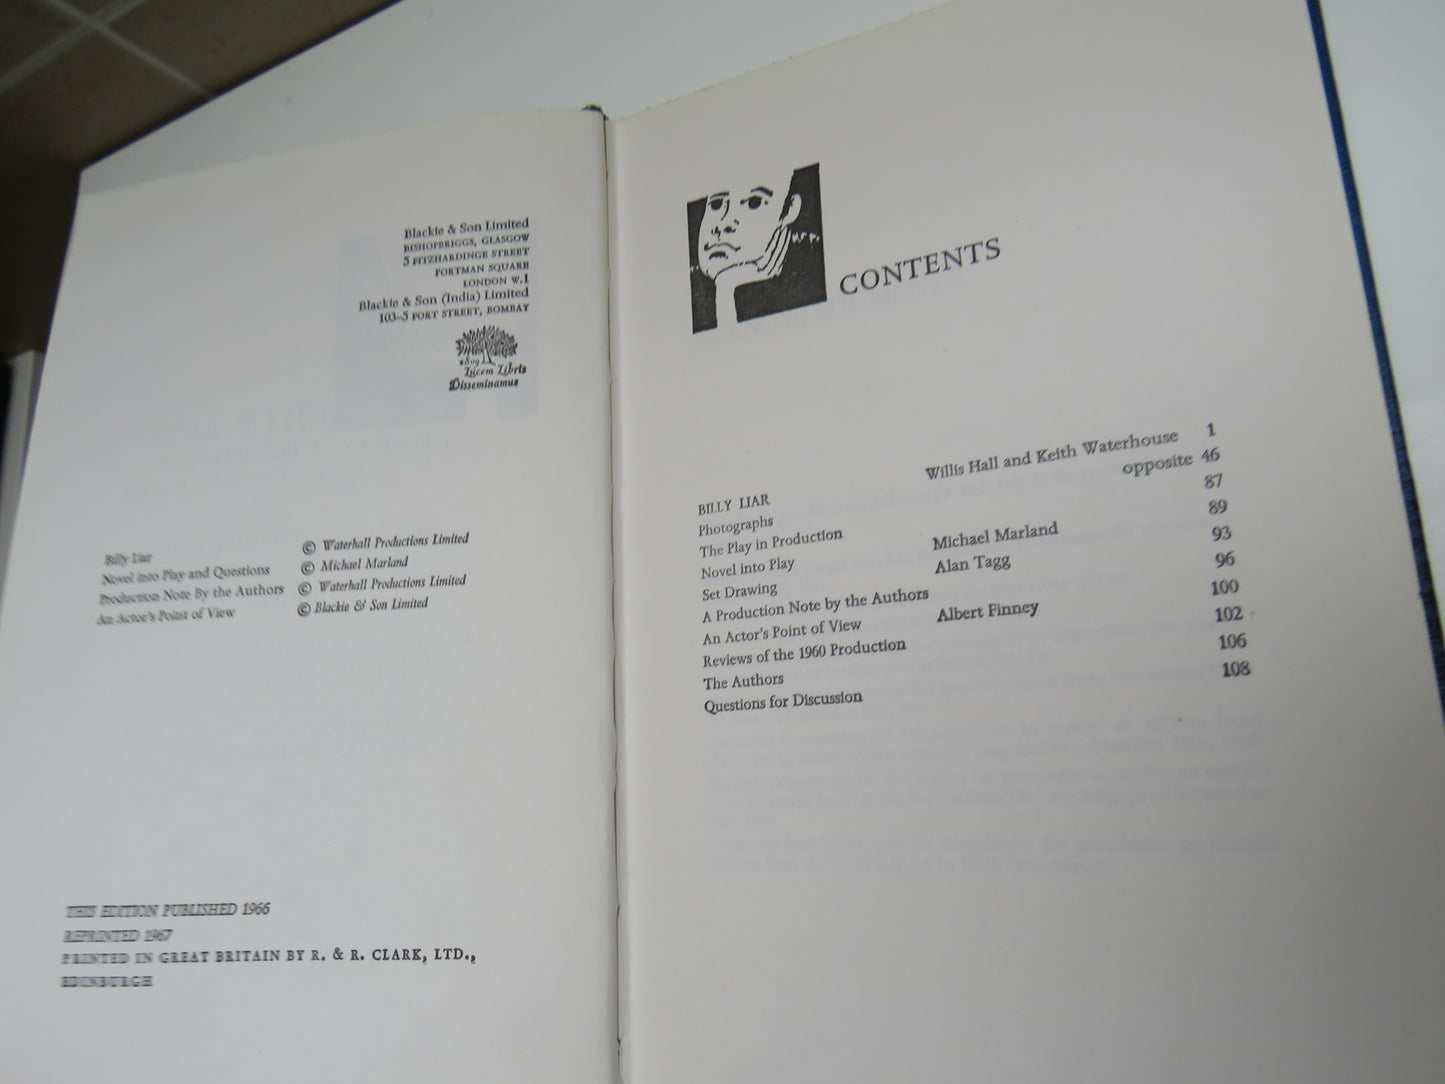 Blackie & Son Limited
BISHOPBRIGGS, GLASGOW
5 FITZHARDINGE STREET
PORTMAN SQUARE
LONDON W.1
Blackie & Son (India) Limited
103–5 FORT STREET, BOMBAY
1809
Lucem Libris
Disseminamus
Billy Liar © Waterhall Productions Limited
Novel into Play and Questions © Michael Marland
Production Note By the Authors © Waterhall Productions Limited
An Actor's Point of View © Blackie & Son Limited
THIS EDITION PUBLISHED 1966
REPRINTED 1967
PRINTED IN GREAT BRITAIN BY R. & R. CLARK, LTD.,
EDINBURGH
CONTENTS
BILLY LIAR Willis Hall and Keith Waterhouse 1
Photographs opposite 46
The Play in Production 87
Novel into Play Michael Marland 89
Set Drawing Alan Tagg 93
A Production Note by the Authors 96
An Actor's Point of View Albert Finney 100
Reviews of the 1960 Production 102
The Authors 106
Questions for Discussion 108